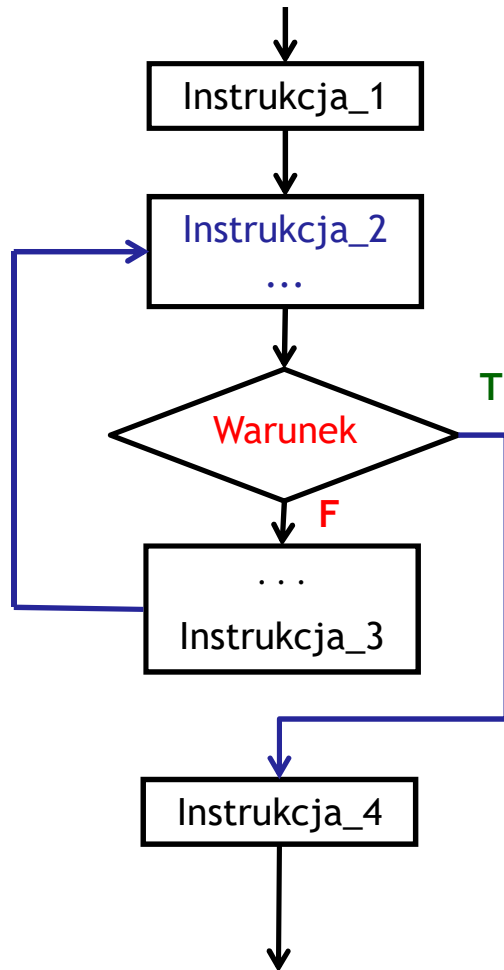 Instrukcja_1
Instrukcja_2
...
T
Warunek
F
...
Instrukcja_3
Instrukcja_4